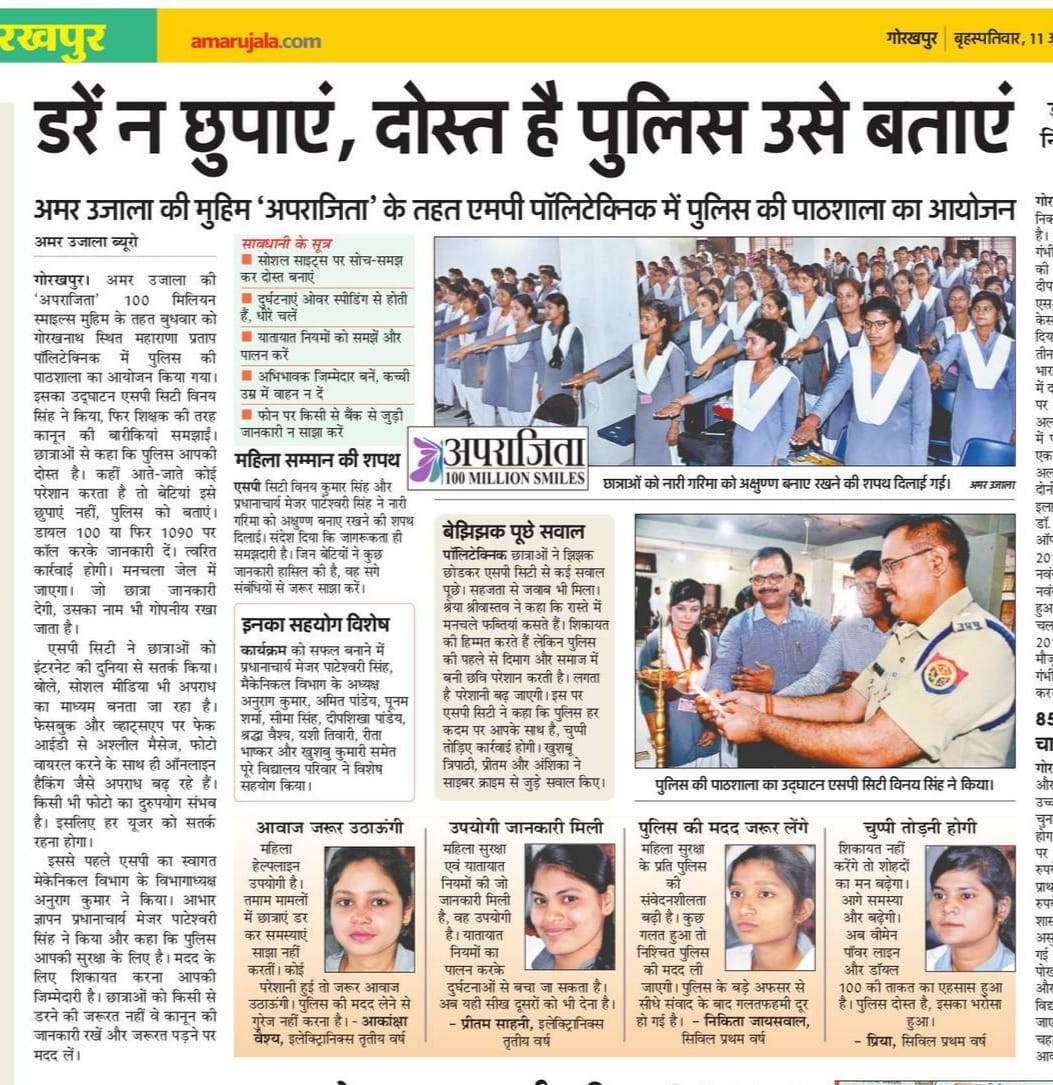 रखपुर
amarujala.com
गोरखपुर | बृहस्पतिवार, 11
डरें न छुपाएं, दोस्त है पुलिस उसे बताएं
अमर उजाला की मुहिम ‘अपराजिता’ के तहत एमपी पॉलिटेक्निक में पुलिस की पाठशाला का आयोजन
अमर उजाला ब्यूरो
गोरखपुर। अमर उजाला की
‘अपराजिता’ 100 मिलियन
स्माइल्स मुहिम के तहत बुधवार को
गोरखनाथ स्थित महाराणा प्रताप
पॉलिटेक्निक में पुलिस की
पाठशाला का आयोजन किया गया।
इसका उद्घाटन एसपी सिटी विनय
सिंह ने किया, फिर शिक्षक की तरह
कानून की बारीकियां समझाईं।
छात्राओं से कहा कि पुलिस आपकी
दोस्त है। कहीं आते-जाते कोई
परेशान करता है तो बेटियां इसे
छुपाएं नहीं, पुलिस को बताएं।
डायल 100 या फिर 1090 पर
कॉल करके जानकारी दें। त्वरित
कार्रवाई होगी। मनचला जेल में
जाएगा। जो छात्रा जानकारी
देगी, उसका नाम भी गोपनीय रखा
जाता है।
एसपी सिटी ने छात्राओं को
इंटरनेट की दुनिया से सतर्क किया।
बोले, सोशल मीडिया भी अपराध
का माध्यम बनता जा रहा है।
फेसबुक और व्हाट्सएप पर फेक
आईडी से अश्लील मैसेज, फोटो
वायरल करने के साथ ही ऑनलाइन
हैकिंग जैसे अपराध बढ़ रहे हैं।
किसी भी फोटो का दुरुपयोग संभव
है। इसलिए हर यूजर को सतर्क
रहना होगा।
इससे पहले एसपी का स्वागत
मेकेनिकल विभाग के विभागाध्यक्ष
अनुराग कुमार ने किया। आभार
ज्ञापन प्रधानाचार्य मेजर पाटेश्वरी
सिंह ने किया और कहा कि पुलिस
आपकी सुरक्षा के लिए है। मदद के
लिए शिकायत करना आपकी
जिम्मेदारी है। छात्राओं को किसी से
डरने की जरूरत नहीं वे कानून की
जानकारी रखें और जरूरत पड़ने पर
मदद लें।
सावधानी के सूत्र
■ सोशल साइट्स पर सोच-समझ
कर दोस्त बनाएं
■ दुर्घटनाएं ओवर स्पीडिंग से होती
हैं, धीरे चलें
■ यातायात नियमों को समझें और
पालन करें
■ अभिभावक जिम्मेदार बनें, कच्ची
उम्र में वाहन न दें
■ फोन पर किसी से बैंक से जुड़ी
जानकारी न साझा करें
महिला सम्मान की शपथ
एसपी सिटी विनय कुमार सिंह और
प्रधानाचार्य मेजर पाटेश्वरी सिंह ने नारी
गरिमा को अक्षुण्ण बनाए रखने की शपथ
दिलाई। संदेश दिया कि जागरूकता ही
समझदारी है। जिन बेटियों ने कुछ
जानकारी हासिल की है, वह सगे
संबंधियों से जरूर साझा करें।
इनका सहयोग विशेष
कार्यक्रम को सफल बनाने में
प्रधानाचार्य मेजर पाटेश्वरी सिंह,
मैकेनिकल विभाग के अध्यक्ष
अनुराग कुमार, अमित पांडेय, पूनम
शर्मा, सीमा सिंह, दीपशिखा पांडेय,
श्रद्धा वैश्य, यशी तिवारी, रीता
भाष्कर और खुशबु कुमारी समेत
पूरे विद्यालय परिवार ने विशेष
सहयोग किया।
अपराजिता
100 MILLION SMILES
छात्राओं को नारी गरिमा को अक्षुण्ण बनाए रखने की शपथ दिलाई गई। अमर उजाला
बेझिझक पूछे सवाल
पॉलिटेक्निक छात्राओं ने झिझक
छोडकर एसपी सिटी से कई सवाल
पूछे। सहजता से जवाब भी मिला।
श्रेया श्रीवास्तव ने कहा कि रास्ते में
मनचले फब्तियां कसते हैं। शिकायत
की हिम्मत करते हैं लेकिन पुलिस
की पहले से दिमाग और समाज में
बनी छवि परेशान करती है। लगता
है परेशानी बढ़ जाएगी। इस पर
एसपी सिटी ने कहा कि पुलिस हर
कदम पर आपके साथ है, चुप्पी
तोड़िए कार्रवाई होगी। खुशबू
त्रिपाठी, प्रीतम और अंशिका ने
साइबर क्राइम से जुड़े सवाल किए।
पुलिस की पाठशाला का उद्घाटन एसपी सिटी विनय सिंह ने किया।
आवाज जरूर उठाऊंगी
महिला
हेल्पलाइन
उपयोगी है।
तमाम मामलों
में छात्राएं डर
कर समस्याएं
साझा नहीं
करतीं। कोई
परेशानी हुई तो जरूर आवाज
उठाऊंगी। पुलिस की मदद लेने से
गुरेज नहीं करना है। - आकांक्षा
वैश्य, इलेक्ट्रिानिक्स तृतीय वर्ष
उपयोगी जानकारी मिली
महिला सुरक्षा
एवं यातायात
नियमों की जो
जानकारी मिली
है, वह उपयोगी
है। यातायात
नियमों का
पालन करके
दुर्घटनाओं से बचा जा सकता है।
अब यही सीख दूसरों को भी देना है।
- प्रीतम साहनी, इलेक्ट्रिानिक्स
तृतीय वर्ष
पुलिस की मदद जरूर लेंगे
महिला सुरक्षा
के प्रति पुलिस
की
संवेदनशीलता
बढ़ी है। कुछ
गलत हुआ तो
निश्चित पुलिस
की मदद ली
जाएगी। पुलिस के बड़े अफसर से
सीधे संवाद के बाद गलतफहमी दूर
हो गई है। - निकिता जायसवाल,
सिविल प्रथम वर्ष
चुप्पी तोड़नी होगी
शिकायत नहीं
करेंगे तो शोहदों
का मन बढ़ेगा।
आगे समस्या
और बढ़ेगी।
अब वीमेन
पॉवर लाइन
और डॉयल
100 की ताकत का एहसास हुआ
है। पुलिस दोस्त है, इसका भरोसा
हुआ।
- प्रिया, सिविल प्रथम वर्ष